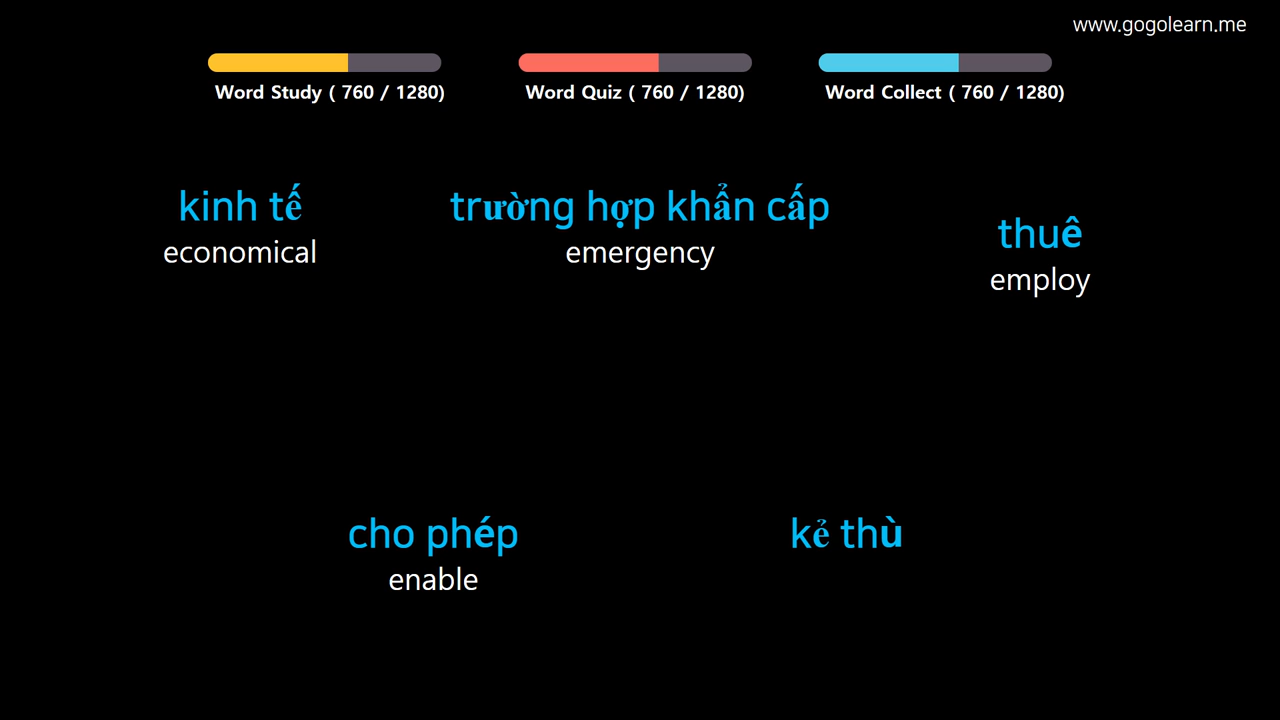 www.gogolearn.me
Word Study ( 760 / 1280)
Word Quiz ( 760 / 1280)
Word Collect ( 760 / 1280)
kinh tế
economical
trường hợp khẩn cấp
emergency
thuê
employ
cho phép
enable
kẻ thù